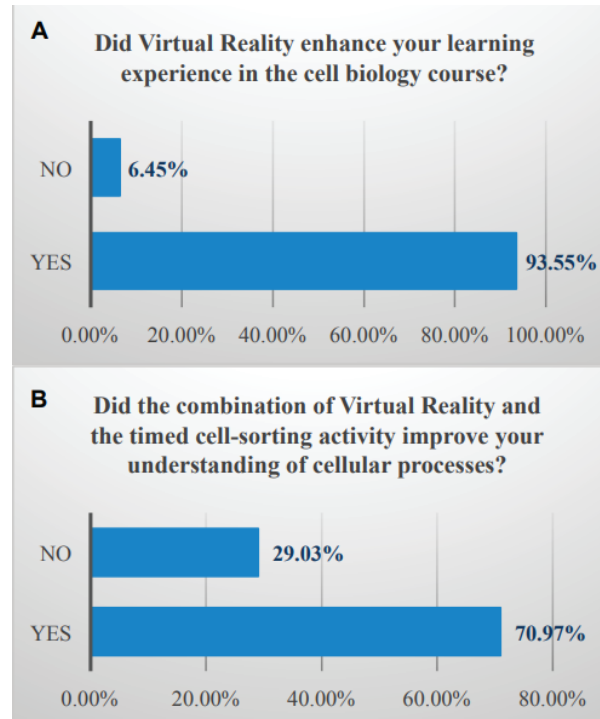 A
Did Virtual Reality enhance your learning
experience in the cell biology course?
NO
6.45%
YES
93.55%
0.00% 20.00% 40.00% 60.00% 80.00% 100.00%
B
Did the combination of Virtual Reality and
the timed cell-sorting activity improve your
understanding of cellular processes?
NO
29.03%
YES
70.97%
0.00% 20.00% 40.00% 60.00% 80.00%